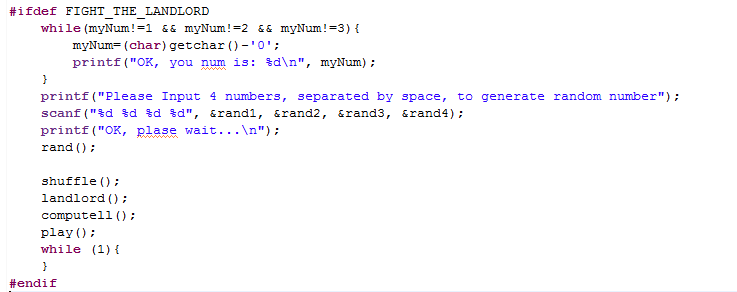 #ifdef FIGHT_THE_LANDLORD
while(myNum!=1 && myNum!=2 && myNum!=3){
myNum=(char)getchar()-'0';
printf("OK, you num is: %d\n", myNum);
}
printf("Please Input 4 numbers, separated by space, to generate random number");
scanf("%d %d %d %d", &rand1, &rand2, &rand3, &rand4);
printf("OK, plase wait...\n");
rand();
shuffle();
landlord();
computell();
play();
while (1){
}
#endif